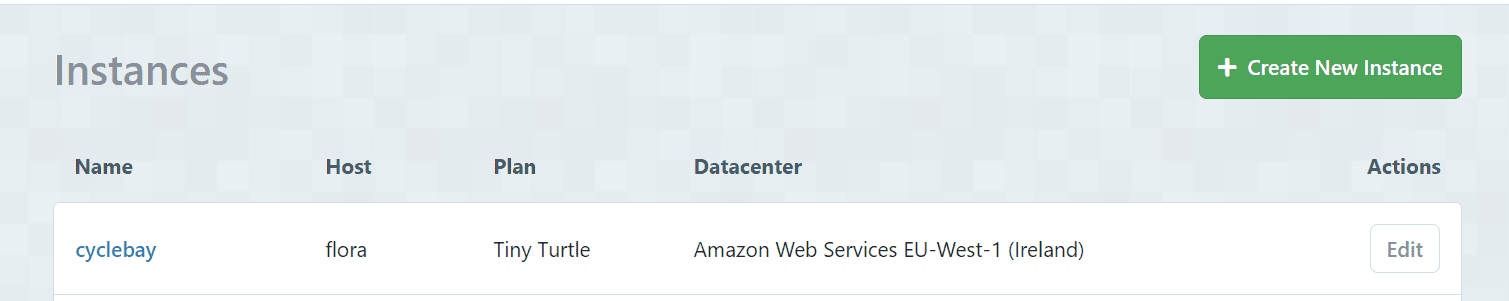 Instances
+ Create New Instance
Name Host Plan Datacenter Actions
cyclebay flora Tiny Turtle Amazon Web Services EU-West-1 (Ireland) Edit